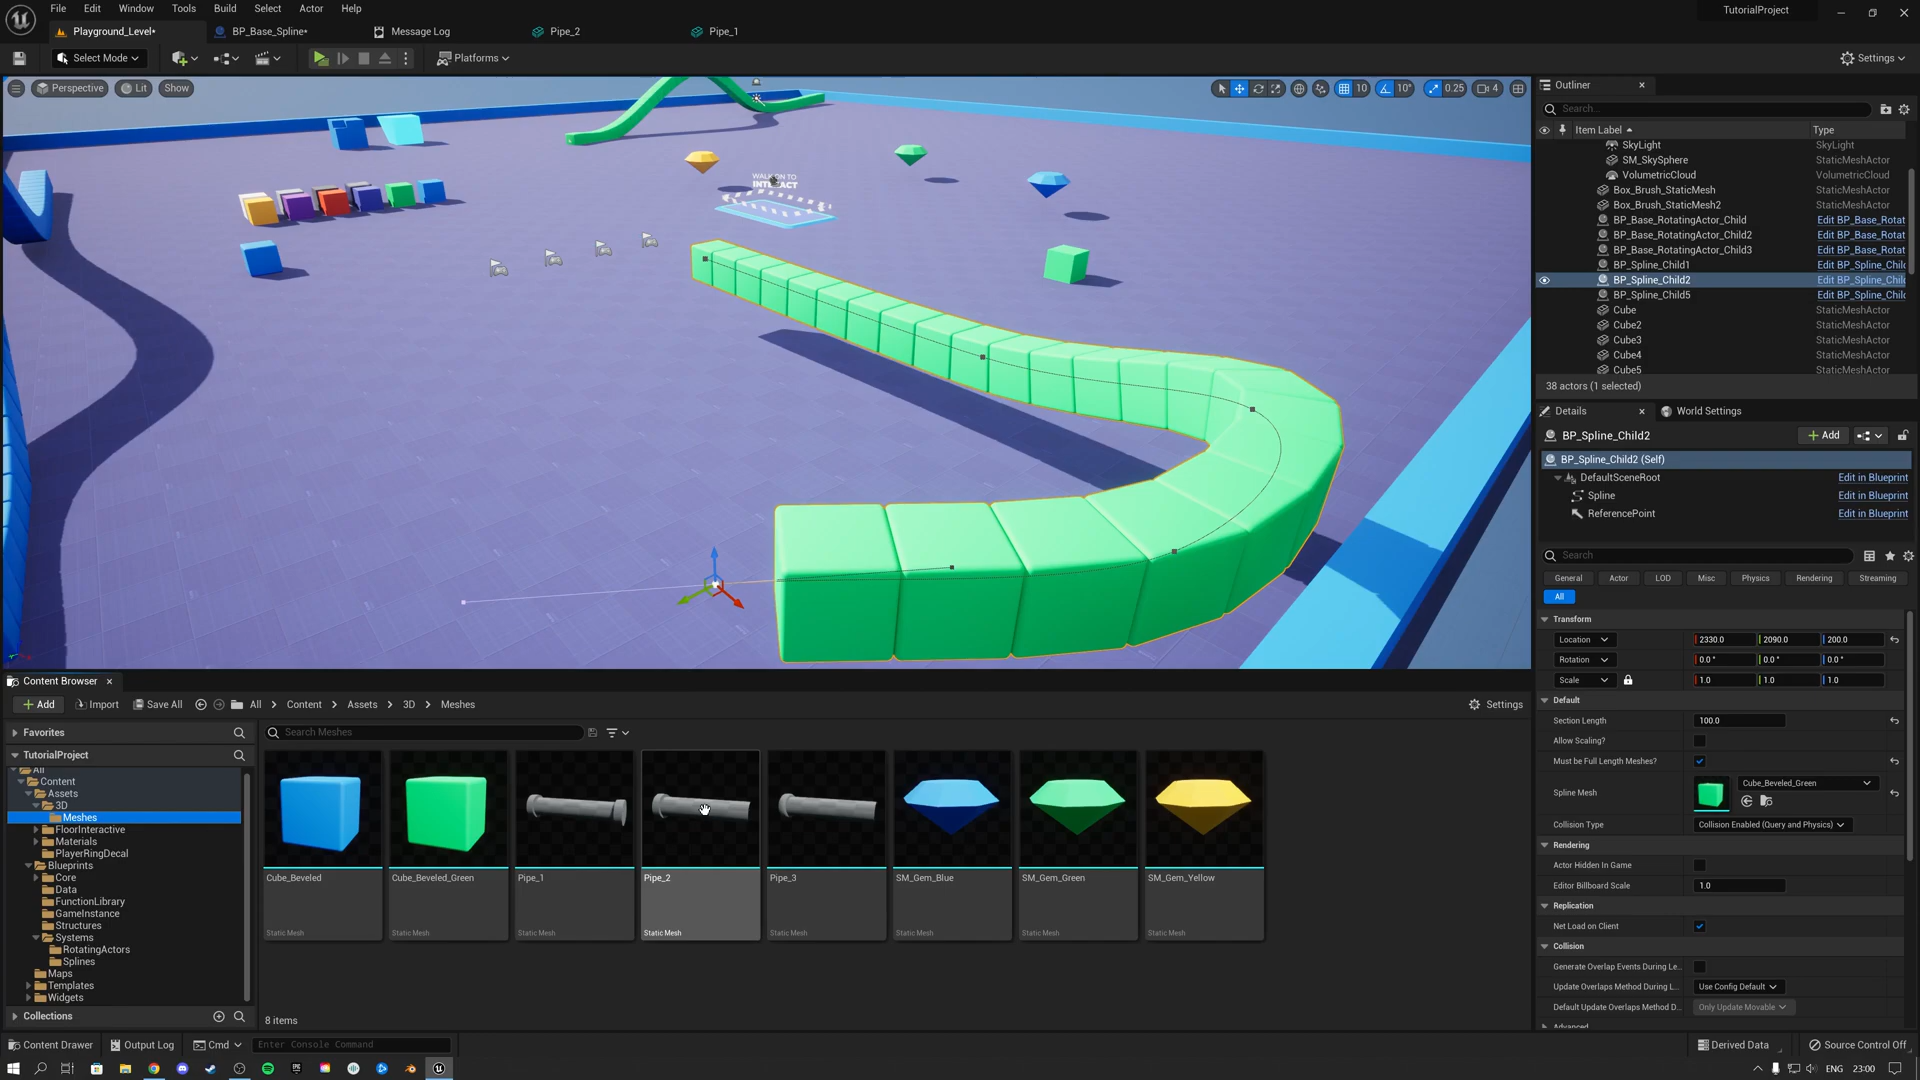 File Edit Window Tools Build Select Actor Help
TutorialProject
Playground_Level* BP_Base_Spline* Message Log Pipe_2 Pipe_1
Select Mode Platforms Settings
Perspective Lit Show
10 10° 0.25 4
WALK ON TO
INTERACT
Outliner
Search...
Item Label Type
SkyLight SkyLight
SM_SkySphere StaticMeshActor
VolumetricCloud VolumetricCloud
Box_Brush_StaticMesh StaticMeshActor
Box_Brush_StaticMesh2 StaticMeshActor
BP_Base_RotatingActor_Child Edit BP_Base_Rotat
BP_Base_RotatingActor_Child2 Edit BP_Base_Rotat
BP_Base_RotatingActor_Child3 Edit BP_Base_Rotat
BP_Spline_Child1 Edit BP_Spline_Chil
BP_Spline_Child2 Edit BP_Spline_Chil
BP_Spline_Child5 Edit BP_Spline_Chil
Cube StaticMeshActor
Cube2 StaticMeshActor
Cube3 StaticMeshActor
Cube4 StaticMeshActor
Cube5 StaticMeshActor
38 actors (1 selected)
Details World Settings
BP_Spline_Child2 Add
BP_Spline_Child2 (Self)
DefaultSceneRoot Edit in Blueprint
Spline Edit in Blueprint
ReferencePoint Edit in Blueprint
Search
General Actor LOD Misc Physics Rendering Streaming
All
Transform
Location 2330.0 2090.0 200.0
Rotation 0.0° 0.0° 0.0°
Scale 1.0 1.0 1.0
Default
Section Length 100.0
Allow Scaling?
Must be Full Length Meshes?
Spline Mesh Cube_Beveled_Green
Collision Type Collision Enabled (Query and Physics)
Rendering
Actor Hidden In Game
Editor Billboard Scale 1.0
Replication
Net Load on Client
Collision
Generate Overlap Events During Le...
Update Overlaps Method During L... Use Config Default
Default Update Overlaps Method D... Only Update Movable
Advanced
Content Browser
Add Import Save All All Content Assets 3D Meshes Settings
Favorites
TutorialProject
All
Content
Assets
3D
Meshes
FloorInteractive
Materials
PlayerRingDecal
Blueprints
Core
Data
FunctionLibrary
GameInstance
Structures
Systems
RotatingActors
Splines
Maps
Templates
Widgets
Collections
Search Meshes
Cube_Beveled Cube_Beveled_Green Pipe_1 Pipe_2 Pipe_3 SM_Gem_Blue SM_Gem_Green SM_Gem_Yellow
Static Mesh Static Mesh Static Mesh Static Mesh Static Mesh Static Mesh Static Mesh Static Mesh
8 items
Content Drawer Output Log Cmd Enter Console Command Derived Data Source Control Off
ENG 23:00